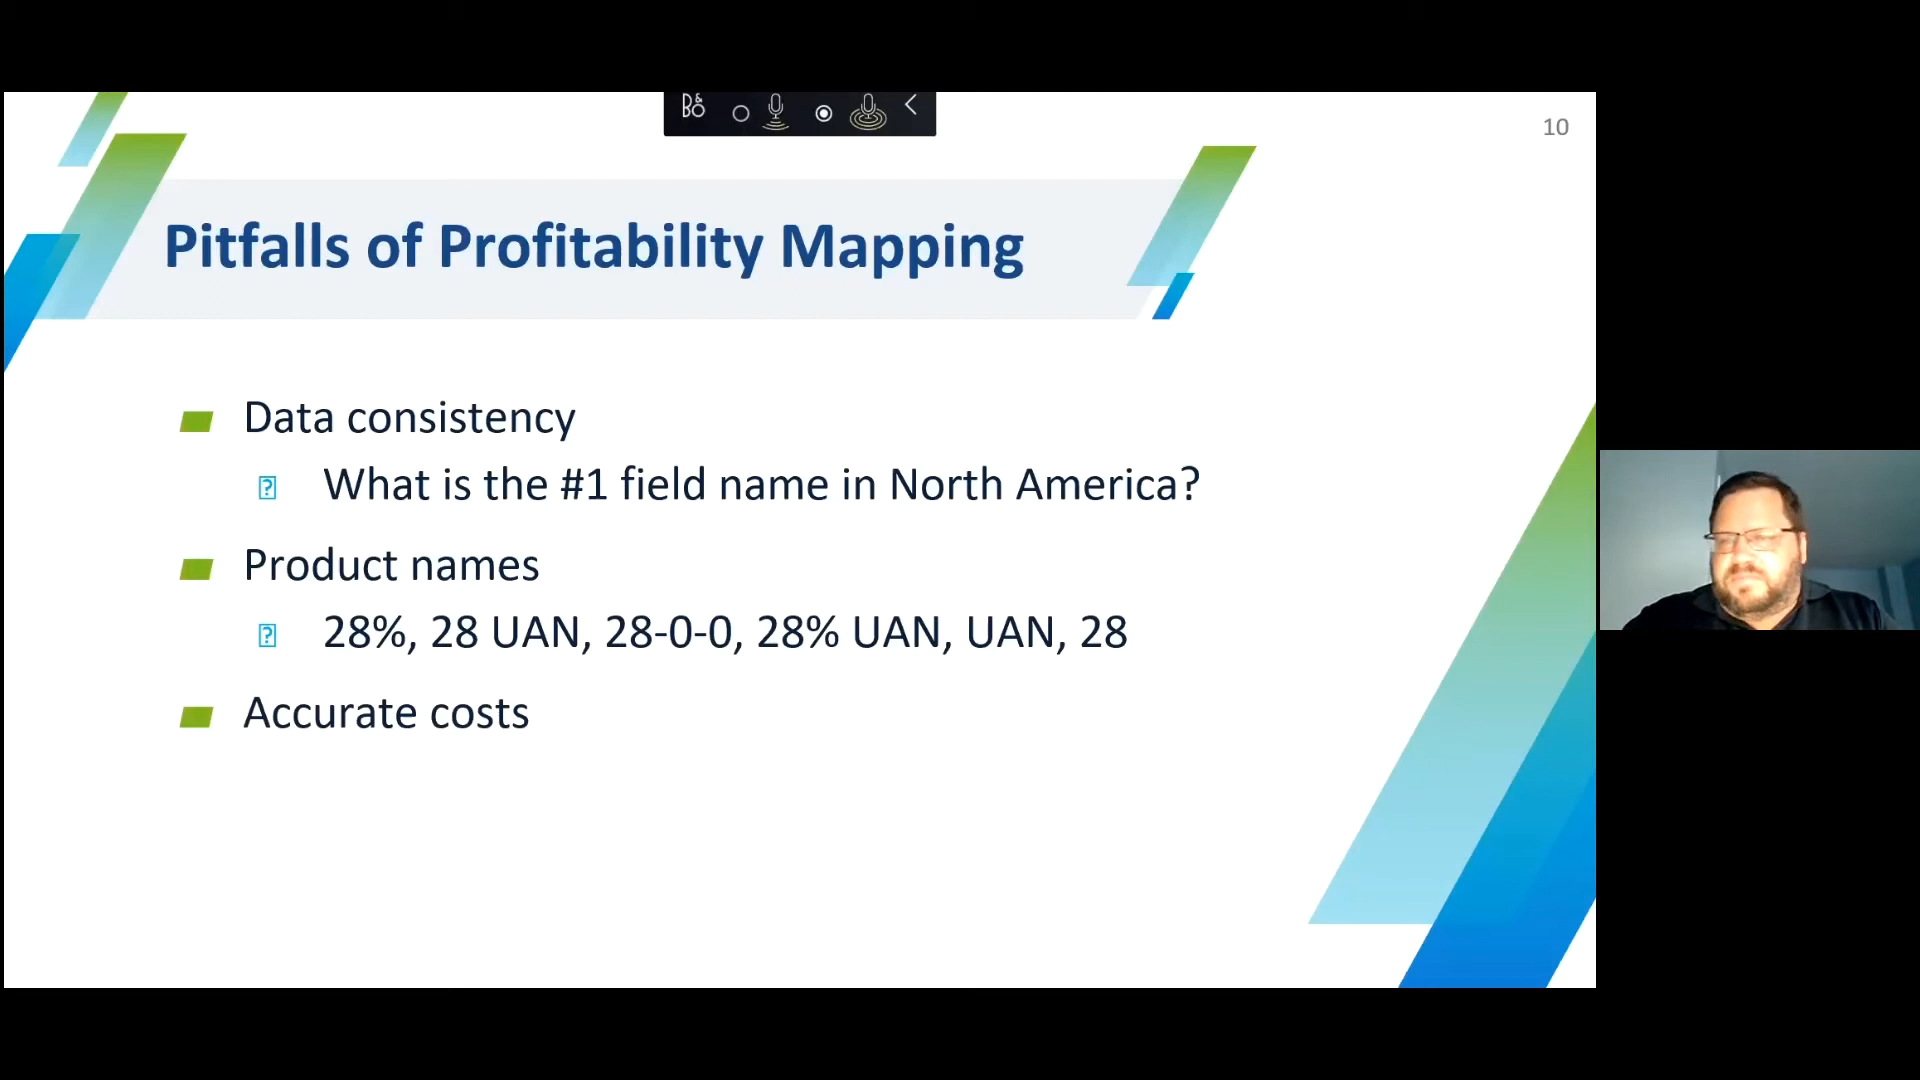 B&O
10
Pitfalls of Profitability Mapping
Data consistency
What is the #1 field name in North America?
Product names
28%, 28 UAN, 28-0-0, 28% UAN, UAN, 28
Accurate costs